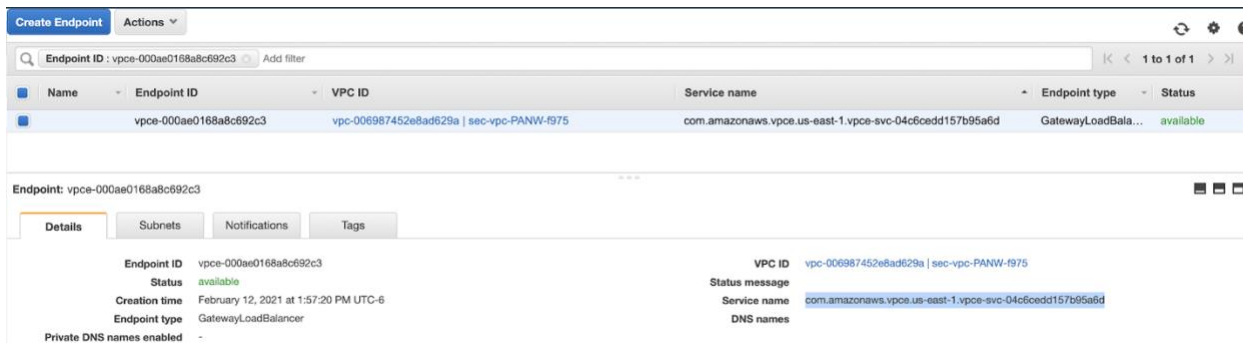 Create Endpoint Actions
Endpoint ID : vpce-000ae0168a8c692c3 Add filter 1 to 1 of 1
Name Endpoint ID VPC ID Service name Endpoint type Status
vpce-000ae0168a8c692c3 vpc-006987452e8ad629a | sec-vpc-PANW-f975 com.amazonaws.vpce.us-east-1.vpce-svc-04c6cedd157b95a6d GatewayLoadBala... available
Endpoint: vpce-000ae0168a8c692c3
Details Subnets Notifications Tags
Endpoint ID vpce-000ae0168a8c692c3 VPC ID vpc-006987452e8ad629a | sec-vpc-PANW-f975
Status available Status message
Creation time February 12, 2021 at 1:57:20 PM UTC-6 Service name com.amazonaws.vpce.us-east-1.vpce-svc-04c6cedd157b95a6d
Endpoint type GatewayLoadBalancer DNS names
Private DNS names enabled -